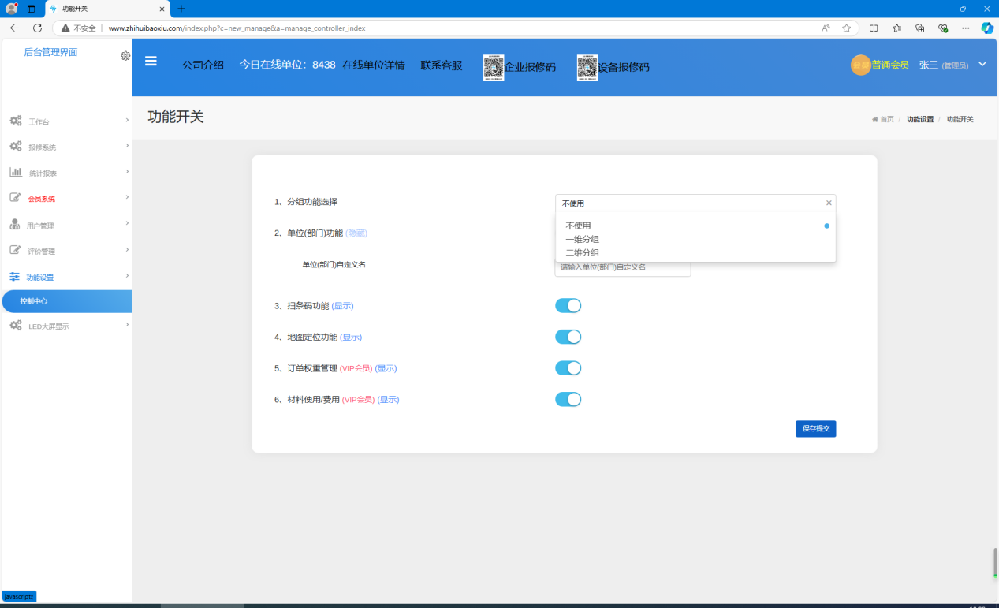 功能开关
不安全 www.zhihuibaoxiu.com/index.php?c=new_manage&a=manage_controller_index
后台管理界面
公司介绍 今日在线单位：8438 在线单位详情 联系客服 企业报修码 设备报修码 普通会员 张三 (管理员)
功能开关
首页 / 功能设置 / 功能开关
工作台
报修系统
统计报表
会员系统
用户管理
评价管理
功能设置
控制中心
LED大屏显示
1、分组功能选择
不使用
不使用
一维分组
二维分组
2、单位(部门)功能 (隐藏)
单位(部门)自定义名
请输入单位(部门)自定义名
3、扫条码功能 (显示)
4、地图定位功能 (显示)
5、订单权重管理 (VIP会员) (显示)
6、材料使用/费用 (VIP会员) (显示)
保存提交
javascript:;